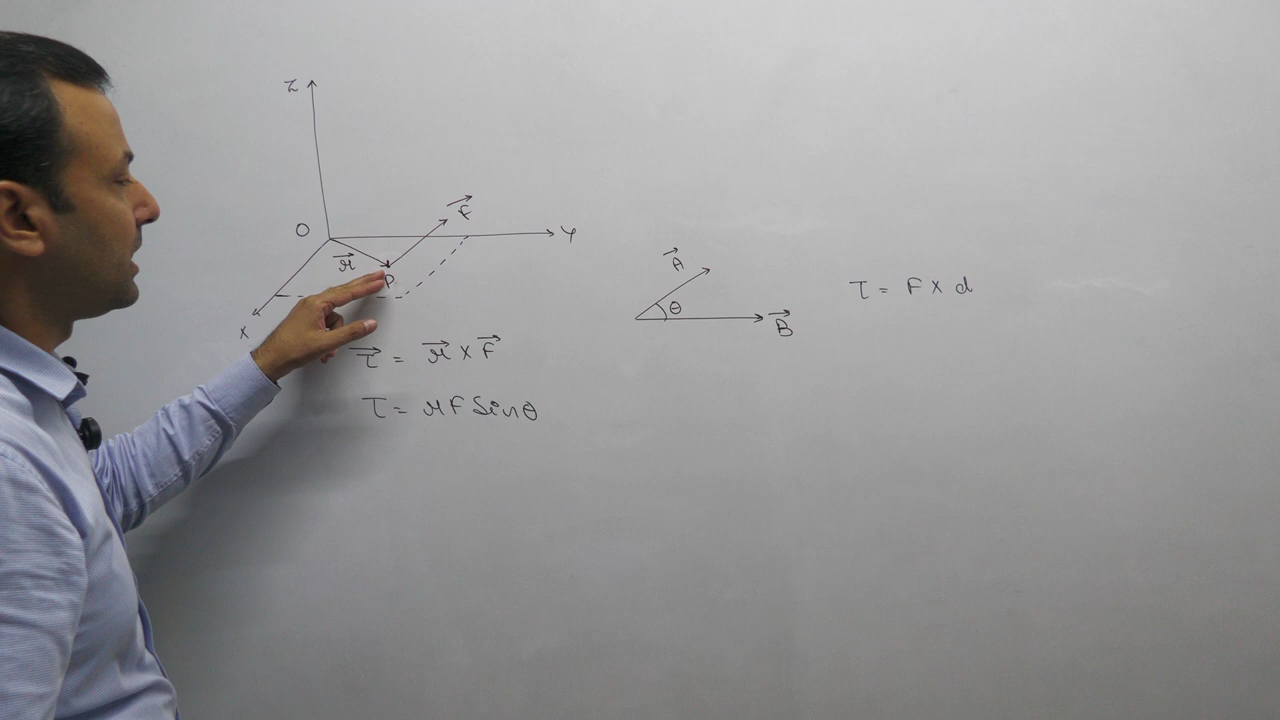 Z
F⃗
O
Y
r⃗
P
X
A⃗
θ
B⃗
τ = F × d
τ⃗ = r⃗ × F⃗
τ = rF Sinθ